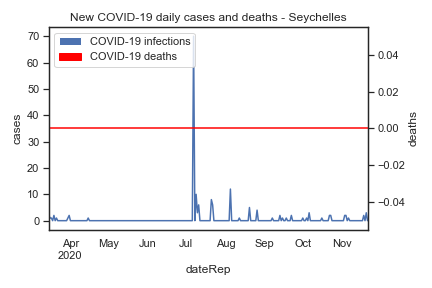 New COVID-19 daily cases and deaths - Seychelles
COVID-19 infections
COVID-19 deaths
70
60
50
40
30
20
10
0
cases
0.04
0.02
0.00
−0.02
−0.04
deaths
Apr May Jun Jul Aug Sep Oct Nov
2020
dateRep